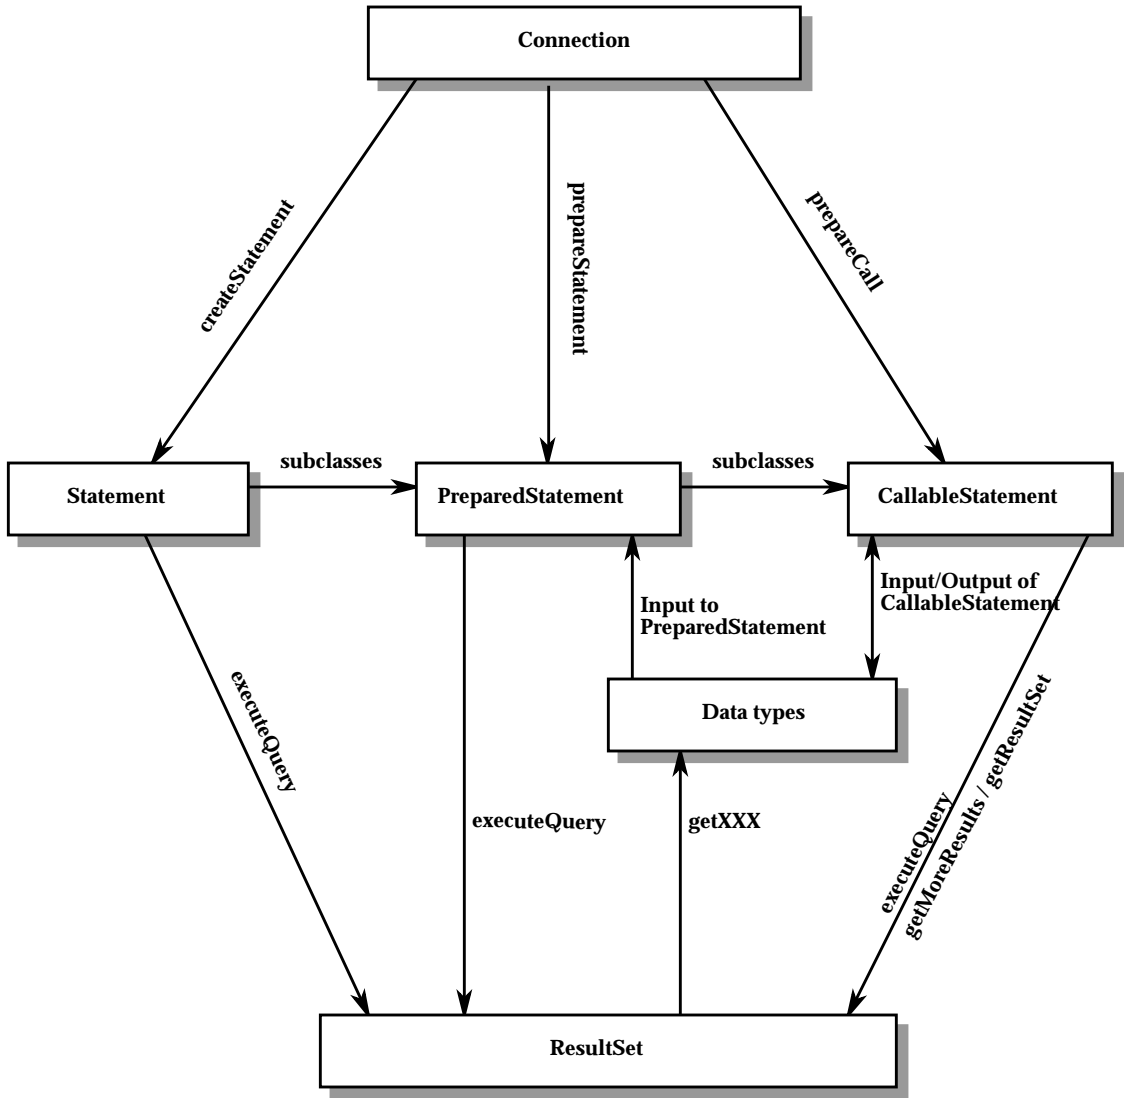 Connection
createStatement
prepareStatement
prepareCall
subclasses
subclasses
Statement
PreparedStatement
CallableStatement
Input to
PreparedStatement
Input/Output of
CallableStatement
Data types
executeQuery
executeQuery
getXXX
executeQuery
getMoreResults / getResultSet
ResultSet